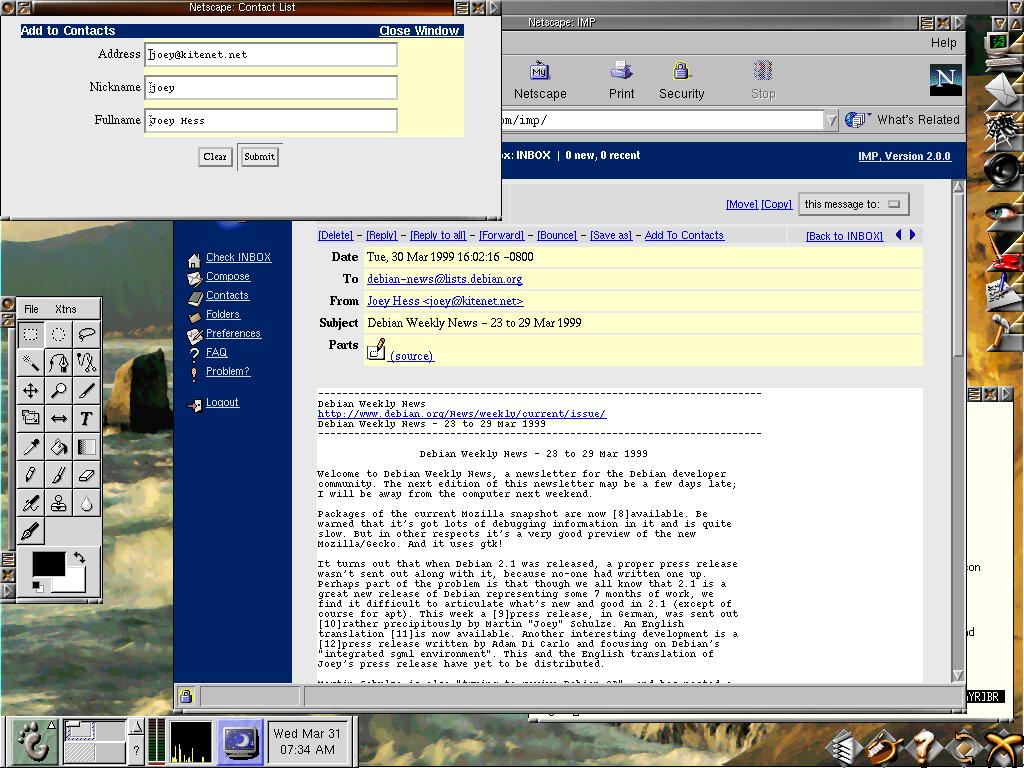 Netscape: Contact List
Add to Contacts Close Window
Address joey@kitenet.net
Nickname joey
Fullname Joey Hess
Clear Submit
Netscape: IMP
Help
My
Netscape Print Security Stop
N
om/imp/ What's Related
x: INBOX | 0 new, 0 recent IMP, Version 2.0.0
[Move] [Copy] this message to:
[Delete] - [Reply] - [Reply to all] - [Forward] - [Bounce] - [Save as] - Add To Contacts [Back to INBOX]
Check INBOX
Compose
Contacts
Folders
Preferences
FAQ
Problem?
Logout
Date Tue, 30 Mar 1999 16:02:16 -0800
To debian-news@lists.debian.org
From Joey Hess <joey@kitenet.net>
Subject Debian Weekly News - 23 to 29 Mar 1999
Parts (source)
---------------------------------------------------------------------------
Debian Weekly News
http://www.debian.org/News/weekly/current/issue/
Debian Weekly News - 23 to 29 Mar 1999
---------------------------------------------------------------------------
Debian Weekly News - 23 to 29 Mar 1999
Welcome to Debian Weekly News, a newsletter for the Debian developer
community. The next edition of this newsletter may be a few days late;
I will be away from the computer next weekend.
Packages of the current Mozilla snapshot are now [8]available. Be
warned that it's got lots of debugging information in it and is quite
slow. But in other respects it's a very good preview of the new
Mozilla/Gecko. And it uses gtk!
It turns out that when Debian 2.1 was released, a proper press release
wasn't sent out along with it, because no-one had written one up.
Perhaps part of the problem is that though we all know that 2.1 is a
great new release of Debian representing some 7 months of work, we
find it difficult to articulate what's new and good in 2.1 (except of
course for apt). This week a [9]press release, in German, was sent out
[10]rather precipitously by Martin "Joey" Schulze. An English
translation [11]is now available. Another interesting development is a
[12]press release written by Adam Di Carlo and focusing on Debian's
"integrated sgml environment". This and the English translation of
Joey's press release have yet to be distributed.
File Xtns
T
con
nd
AYRIBR
?
Wed Mar 31
07:34 AM